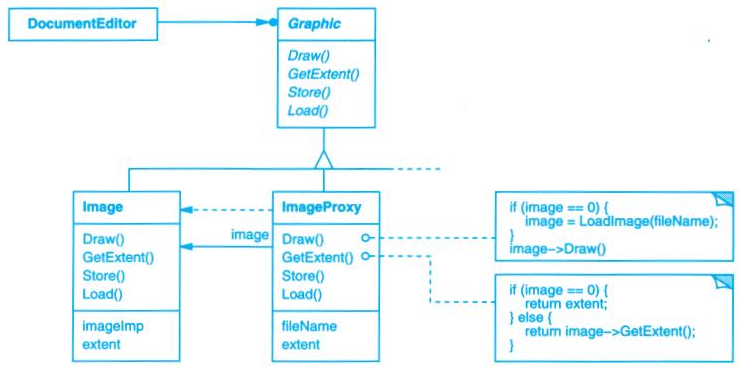 DocumentEditor
Graphic
Draw()
GetExtent()
Store()
Load()
Image
Draw()
GetExtent()
Store()
Load()
imageImp
extent
image
ImageProxy
Draw()
GetExtent()
Store()
Load()
fileName
extent
if (image == 0) {
image = LoadImage(fileName);
}
image->Draw()
if (image == 0) {
return extent;
} else {
return image->GetExtent();
}